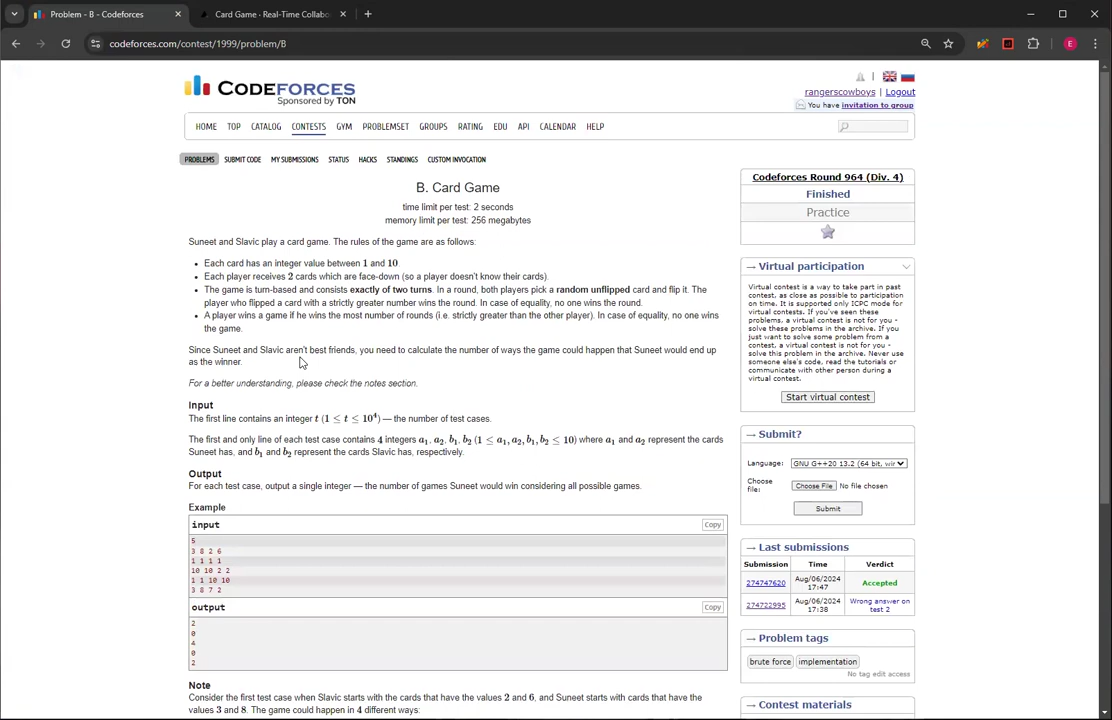 Problem - B - Codeforces
Card Game · Real-Time Collabo
codeforces.com/contest/1999/problem/B
E
CODEFORCES
Sponsored by TON
rangerscowboys | Logout
You have invitation to group
HOME TOP CATALOG CONTESTS GYM PROBLEMSET GROUPS RATING EDU API CALENDAR HELP
PROBLEMS SUBMIT CODE MY SUBMISSIONS STATUS HACKS STANDINGS CUSTOM INVOCATION
B. Card Game
time limit per test: 2 seconds
memory limit per test: 256 megabytes
Suneet and Slavic play a card game. The rules of the game are as follows:
• Each card has an integer value between 1 and 10.
• Each player receives 2 cards which are face-down (so a player doesn't know their cards).
• The game is turn-based and consists exactly of two turns. In a round, both players pick a random unflipped card and flip it. The
player who flipped a card with a strictly greater number wins the round. In case of equality, no one wins the round.
• A player wins a game if he wins the most number of rounds (i.e. strictly greater than the other player). In case of equality, no one wins
the game.
Since Suneet and Slavic aren't best friends, you need to calculate the number of ways the game could happen that Suneet would end up
as the winner.
For a better understanding, please check the notes section.
Input
The first line contains an integer t (1 ≤ t ≤ 10⁴) — the number of test cases.
The first and only line of each test case contains 4 integers a₁, a₂, b₁, b₂ (1 ≤ a₁, a₂, b₁, b₂ ≤ 10) where a₁ and a₂ represent the cards
Suneet has, and b₁ and b₂ represent the cards Slavic has, respectively.
Output
For each test case, output a single integer — the number of games Suneet would win considering all possible games.
Example
input
Copy
5
3 8 2 6
1 1 1 1
10 10 2 2
1 1 10 10
3 8 7 2
output
Copy
2
0
4
0
2
Note
Consider the first test case when Slavic starts with the cards that have the values 2 and 6, and Suneet starts with cards that have the
values 3 and 8. The game could happen in 4 different ways:
Codeforces Round 964 (Div. 4)
Finished
Practice
→ Virtual participation
Virtual contest is a way to take part in past
contest, as close as possible to participation
on time. It is supported only ICPC mode for
virtual contests. If you've seen these
problems, a virtual contest is not for you -
solve these problems in the archive. If you
want to solve some problem from a
contest, a virtual contest is not for you -
solve this problem in the archive. Never use
someone else's code, read the tutorials or
communicate with other person during a
virtual contest.
Start virtual contest
→ Submit?
Language: GNU G++20 13.2 (64 bit, wir
Choose
file: Choose File No file chosen
Submit
→ Last submissions
Submission Time Verdict
274747620 Aug/06/2024
17:47 Accepted
274722995 Aug/06/2024
17:38 Wrong answer on
test 2
→ Problem tags
brute force implementation
No tag edit access
→ Contest materials